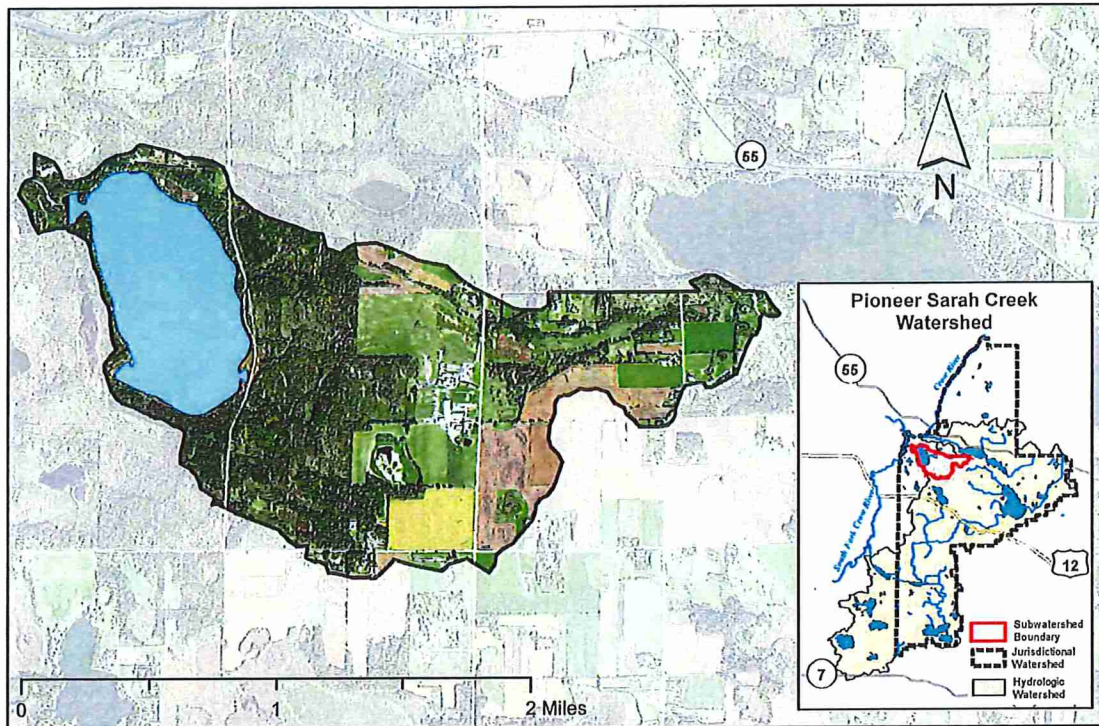 55
N
Pioneer Sarah Creek
Watershed
55
Crow River
South Fork Crow River
12
7
Subwatershed
Boundary
Jurisdictional
Watershed
Hydrologic
Watershed
0 1 2 Miles